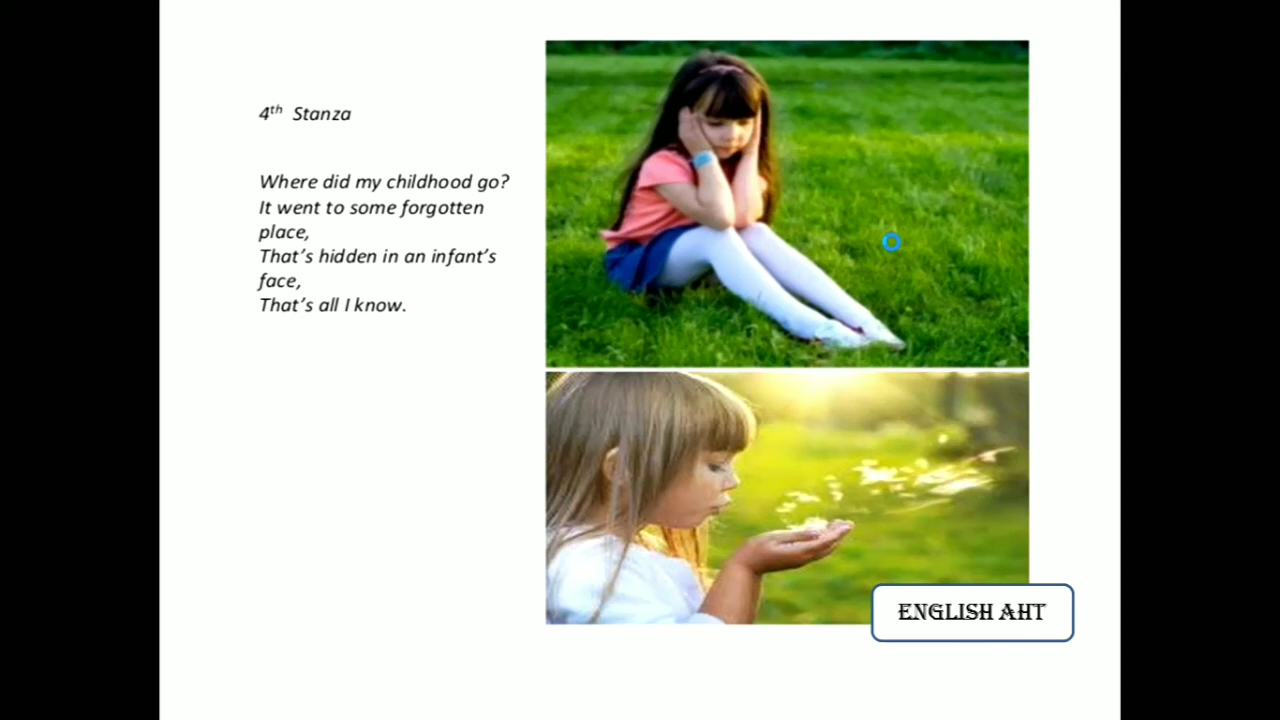 4th Stanza
Where did my childhood go?
It went to some forgotten
place,
That's hidden in an infant's
face,
That's all I know.
ENGLISH AHT